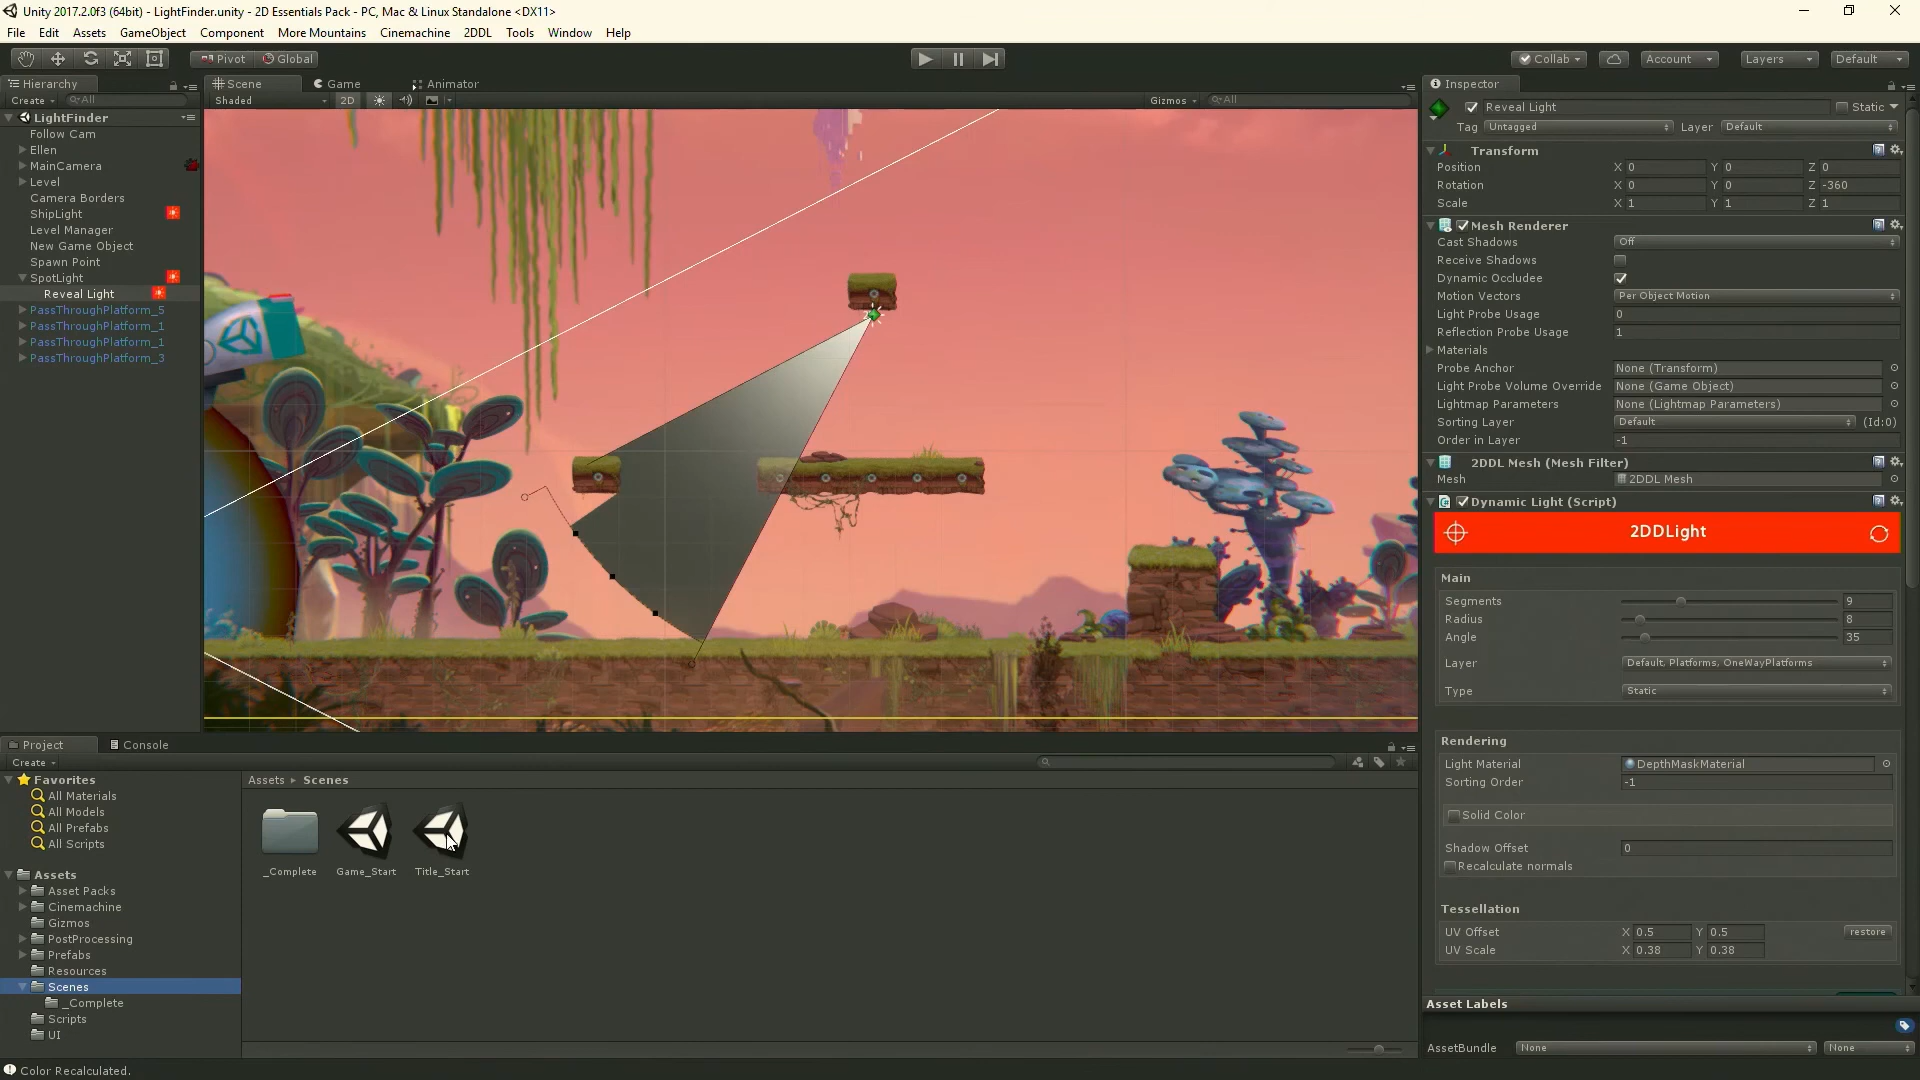 Unity 2017.2.0f3 (64bit) - LightFinder.unity - 2D Essentials Pack - PC, Mac & Linux Standalone <DX11>
File Edit Assets GameObject Component More Mountains Cinemachine 2DDL Tools Window Help
Pivot Global Collab Account Layers Default
Hierarchy
Create All
LightFinder
Follow Cam
Ellen
MainCamera
Level
Camera Borders
ShipLight
Level Manager
New Game Object
Spawn Point
SpotLight
Reveal Light
PassThroughPlatform_5
PassThroughPlatform_1
PassThroughPlatform_1
PassThroughPlatform_3
Scene Game Animator
Shaded 2D Gizmos All
Inspector
Reveal Light Static
Tag Untagged Layer Default
Transform
Position X 0 Y 0 Z 0
Rotation X 0 Y 0 Z -360
Scale X 1 Y 1 Z 1
Mesh Renderer
Cast Shadows Off
Receive Shadows
Dynamic Occludee
Motion Vectors Per Object Motion
Light Probe Usage 0
Reflection Probe Usage 1
Materials
Probe Anchor None (Transform)
Light Probe Volume Override None (Game Object)
Lightmap Parameters None (Lightmap Parameters)
Sorting Layer Default (Id:0)
Order in Layer -1
2DDL Mesh (Mesh Filter)
Mesh 2DDL Mesh
Dynamic Light (Script)
2DDLight
Main
Segments 9
Radius 8
Angle 35
Layer Default, Platforms, OneWayPlatforms
Type Static
Rendering
Light Material DepthMaskMaterial
Sorting Order -1
Solid Color
Shadow Offset 0
Recalculate normals
Tessellation
UV Offset X 0.5 Y 0.5 restore
UV Scale X 0.38 Y 0.38
Asset Labels
AssetBundle None None
Project Console
Create
Favorites
All Materials
All Models
All Prefabs
All Scripts
Assets
Asset Packs
Cinemachine
Gizmos
PostProcessing
Prefabs
Resources
Scenes
_Complete
Scripts
UI
Assets Scenes
_Complete Game_Start Title_Start
Color Recalculated.